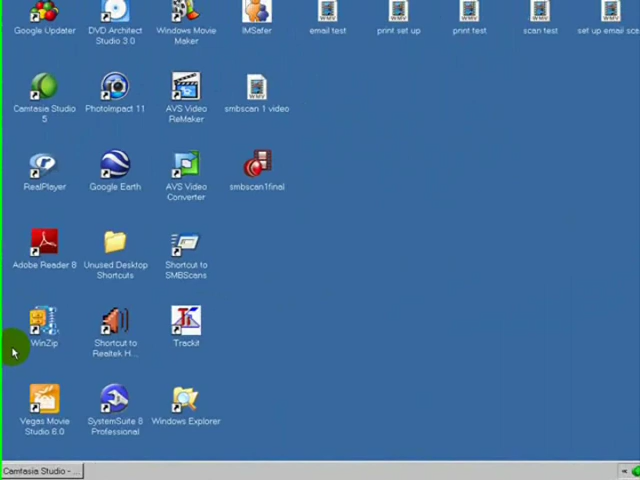 Google Updater
DVD Architect
Studio 3.0
Windows Movie
Maker
IMSafer
email test
print set up
print test
scan test
set up email sca
Camtasia Studio
5
PhotoImpact 11
AVS Video
ReMaker
smbscan 1 video
RealPlayer
Google Earth
AVS Video
Converter
smbscan1final
Adobe Reader 8
Unused Desktop
Shortcuts
Shortcut to
SMBScans
WinZip
Shortcut to
Realtek H...
Trackit
Vegas Movie
Studio 6.0
SystemSuite 8
Professional
Windows Explorer
Camtasia Studio - ...